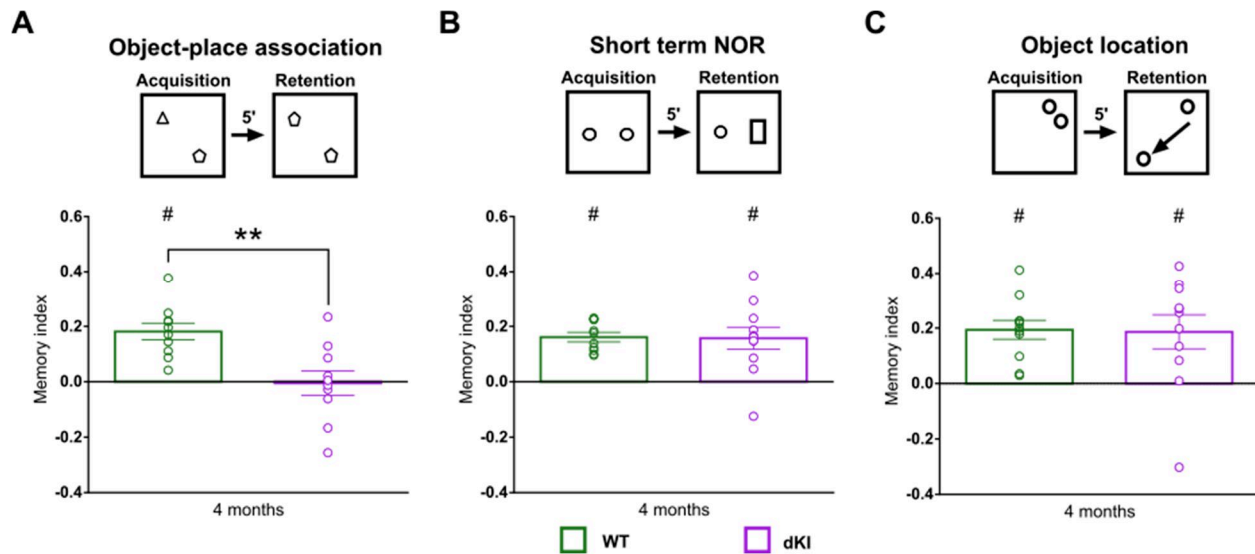 A
Object-place association
Acquisition
Retention
5'
#
**
0.6
0.4
0.2
0.0
-0.2
-0.4
Memory index
4 months
B
Short term NOR
Acquisition
Retention
5'
#
#
0.6
0.4
0.2
0.0
-0.2
-0.4
Memory index
4 months
C
Object location
Acquisition
Retention
5'
#
#
0.6
0.4
0.2
0.0
-0.2
-0.4
Memory index
4 months
WT
dKI